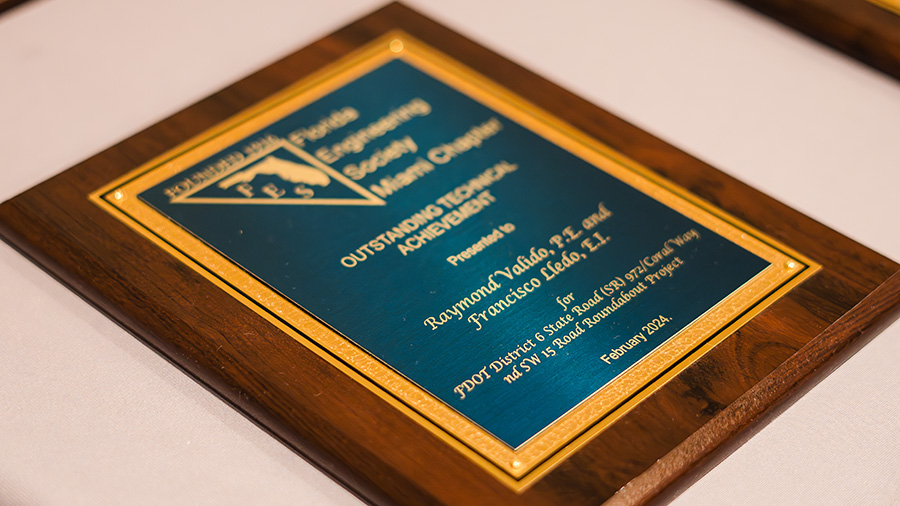 FOUNDED 1916
FES
Florida
Engineering
Society
Miami Chapter
OUTSTANDING TECHNICAL
ACHIEVEMENT
Presented to
Raymond Valido, P.E. and
Francisco Lledo, E.I.
for
FDOT District 6 State Road (SR) 972/Coral Way
nd SW 15 Road Roundabout Project
February 2024.